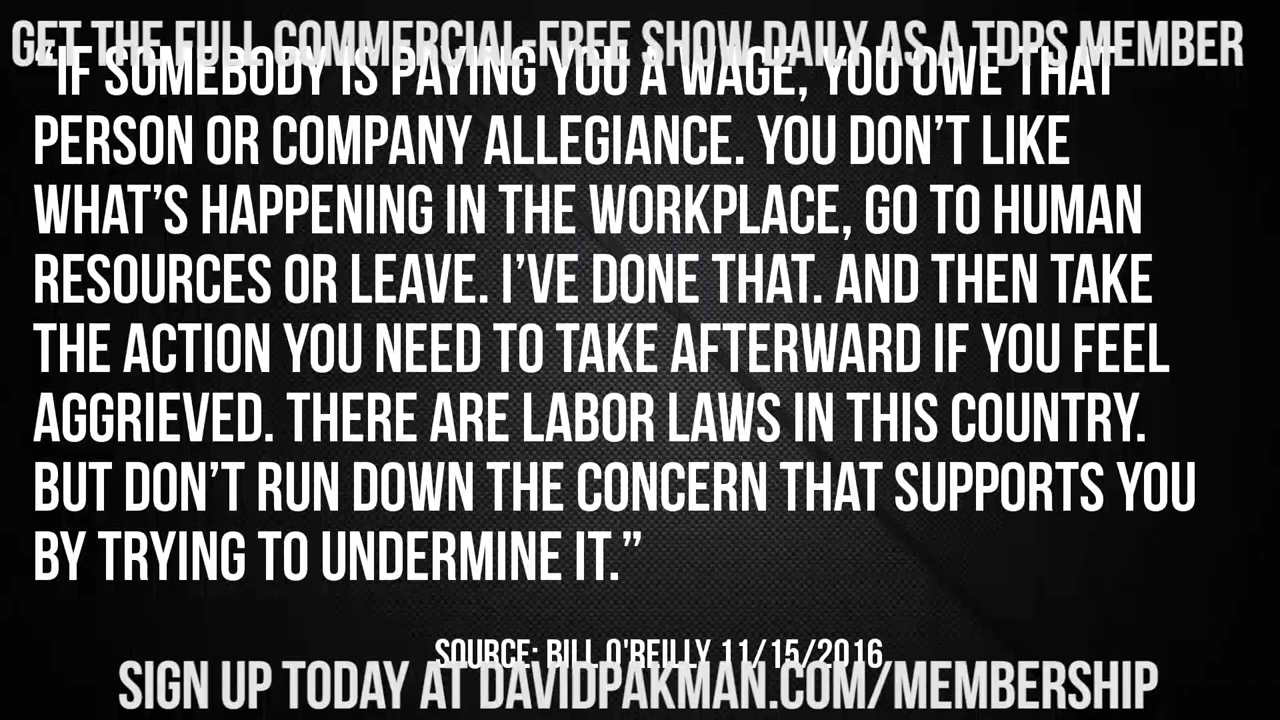 GET THE FULL COMMERCIAL-FREE SHOW DAILY AS A TDPS MEMBER
“IF SOMEBODY IS PAYING YOU A WAGE, YOU OWE THAT
PERSON OR COMPANY ALLEGIANCE. YOU DON’T LIKE
WHAT’S HAPPENING IN THE WORKPLACE, GO TO HUMAN
RESOURCES OR LEAVE. I’VE DONE THAT. AND THEN TAKE
THE ACTION YOU NEED TO TAKE AFTERWARD IF YOU FEEL
AGGRIEVED. THERE ARE LABOR LAWS IN THIS COUNTRY.
BUT DON’T RUN DOWN THE CONCERN THAT SUPPORTS YOU
BY TRYING TO UNDERMINE IT.”
SOURCE: BILL O'REILLY 11/15/2016
SIGN UP TODAY AT DAVIDPAKMAN.COM/MEMBERSHIP